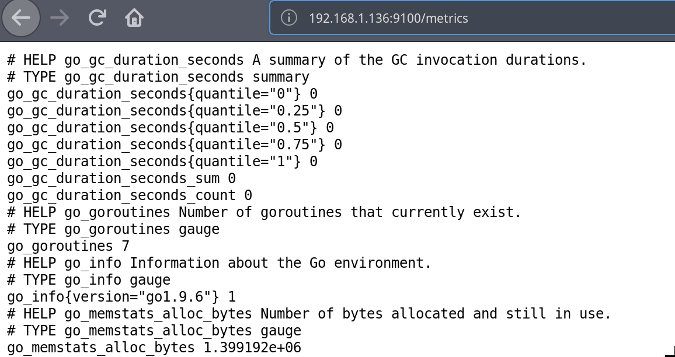 192.168.1.136:9100/metrics
# HELP go_gc_duration_seconds A summary of the GC invocation durations.
# TYPE go_gc_duration_seconds summary
go_gc_duration_seconds{quantile="0"} 0
go_gc_duration_seconds{quantile="0.25"} 0
go_gc_duration_seconds{quantile="0.5"} 0
go_gc_duration_seconds{quantile="0.75"} 0
go_gc_duration_seconds{quantile="1"} 0
go_gc_duration_seconds_sum 0
go_gc_duration_seconds_count 0
# HELP go_goroutines Number of goroutines that currently exist.
# TYPE go_goroutines gauge
go_goroutines 7
# HELP go_info Information about the Go environment.
# TYPE go_info gauge
go_info{version="go1.9.6"} 1
# HELP go_memstats_alloc_bytes Number of bytes allocated and still in use.
# TYPE go_memstats_alloc_bytes gauge
go_memstats_alloc_bytes 1.399192e+06